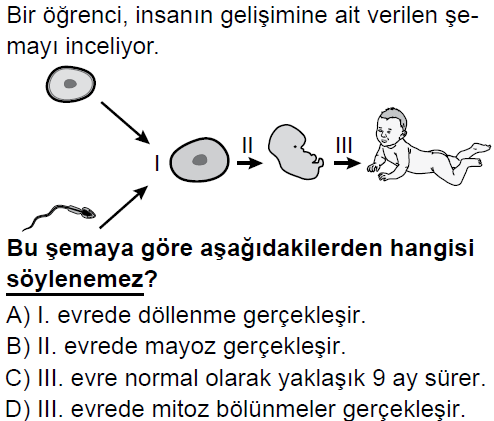 Bir öğrenci, insanın gelişimine ait verilen şe-
mayı inceliyor.
I
II
III
Bu şemaya göre aşağıdakilerden hangisi
söylenemez?
A) I. evrede döllenme gerçekleşir.
B) II. evrede mayoz gerçekleşir.
C) III. evre normal olarak yaklaşık 9 ay sürer.
D) III. evrede mitoz bölünmeler gerçekleşir.